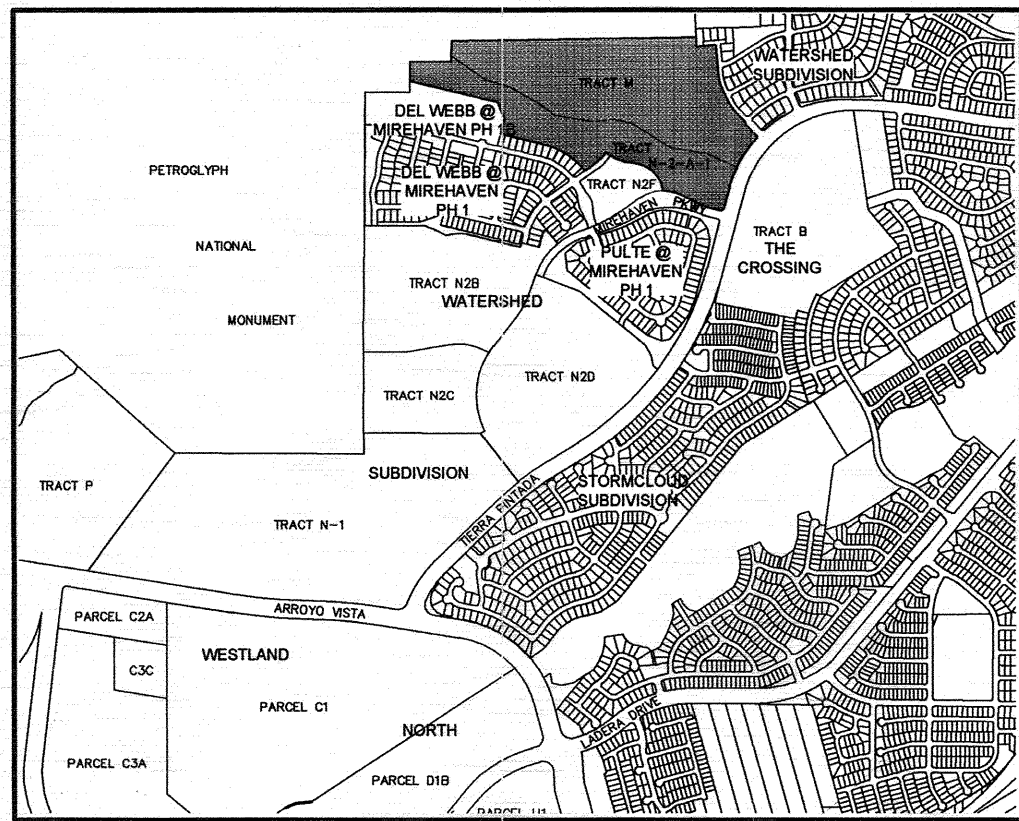 WATERSHED
SUBDIVISION
TRACT M
DEL WEBB @
MIREHAVEN PH 1B
TRACT
N-2-A-1
PETROGLYPH
DEL WEBB @
MIREHAVEN
PH 1
TRACT N2F
MIREHAVEN PKWY
TRACT B
THE
CROSSING
NATIONAL
PULTE @
MIREHAVEN
PH 1
TRACT N2B
WATERSHED
MONUMENT
TRACT N2D
TRACT N2C
SUBDIVISION
STORMCLOUD
SUBDIVISION
TRACT P
TIERRA PINTADA
TRACT N-1
ARROYO VISTA
PARCEL C2A
WESTLAND
C3C
PARCEL C1
NORTH
LADERA DRIVE
PARCEL C3A
PARCEL D1B